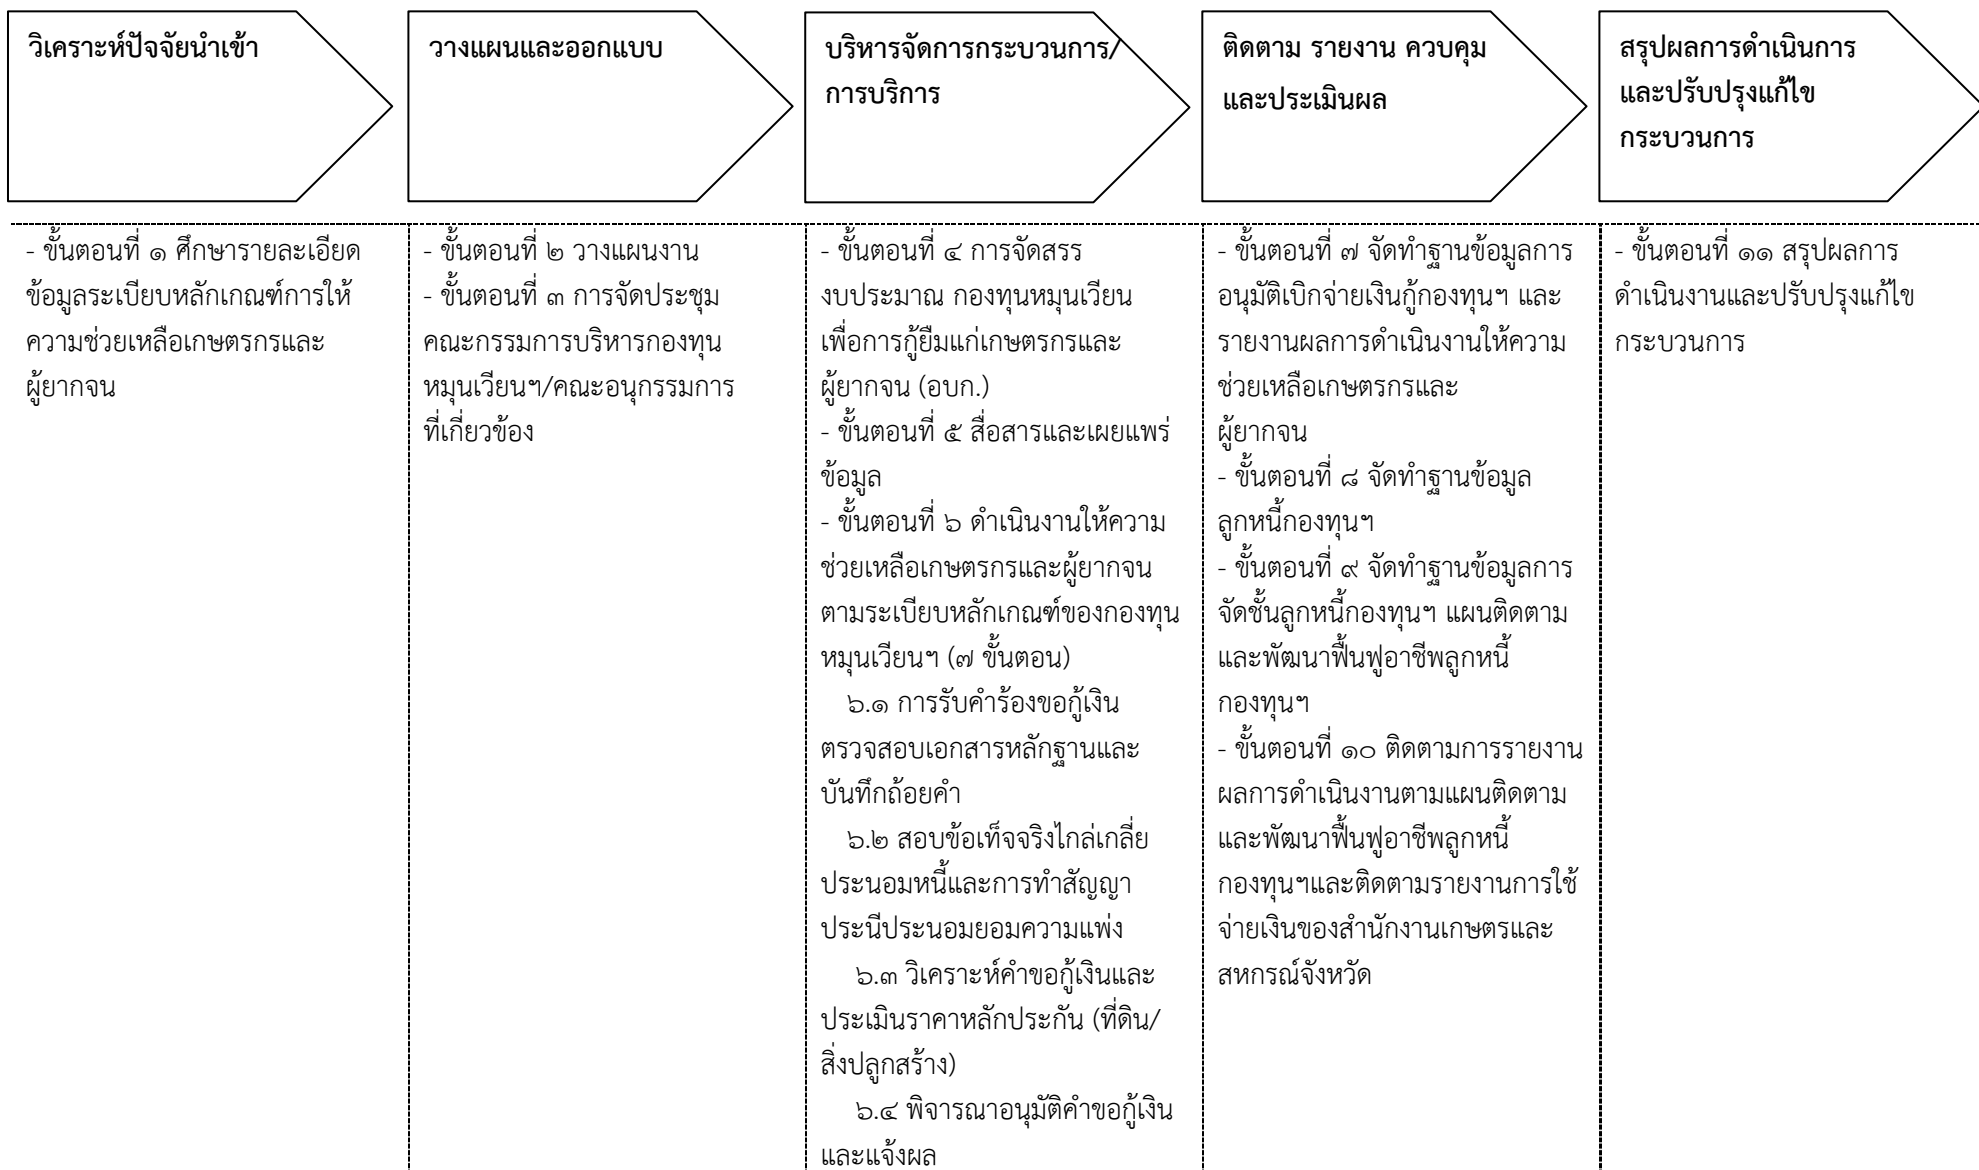 วิเคราะห์ปัจจัยนำเข้า
วางแผนและออกแบบ
บริหารจัดการกระบวนการ/
การบริการ
ติดตาม รายงาน ควบคุม
และประเมินผล
สรุปผลการดำเนินการ
และปรับปรุงแก้ไข
กระบวนการ
- ขั้นตอนที่ ๑ ศึกษารายละเอียด
ข้อมูลระเบียบหลักเกณฑ์การให้
ความช่วยเหลือเกษตรกรและ
ผู้ยากจน
- ขั้นตอนที่ ๒ วางแผนงาน
- ขั้นตอนที่ ๓ การจัดประชุม
คณะกรรมการบริหารกองทุน
หมุนเวียนฯ/คณะอนุกรรมการ
ที่เกี่ยวข้อง
- ขั้นตอนที่ ๔ การจัดสรร
งบประมาณ กองทุนหมุนเวียน
เพื่อการกู้ยืมแก่เกษตรกรและ
ผู้ยากจน (อบก.)
- ขั้นตอนที่ ๕ สื่อสารและเผยแพร่
ข้อมูล
- ขั้นตอนที่ ๖ ดำเนินงานให้ความ
ช่วยเหลือเกษตรกรและผู้ยากจน
ตามระเบียบหลักเกณฑ์ของกองทุน
หมุนเวียนฯ (๗ ขั้นตอน)
๖.๑ การรับคำร้องขอกู้เงิน
ตรวจสอบเอกสารหลักฐานและ
บันทึกถ้อยคำ
๖.๒ สอบข้อเท็จจริงไกล่เกลี่ย
ประนอมหนี้และการทำสัญญา
ประนีประนอมยอมความแพ่ง
๖.๓ วิเคราะห์คำขอกู้เงินและ
ประเมินราคาหลักประกัน (ที่ดิน/
สิ่งปลูกสร้าง)
๖.๔ พิจารณาอนุมัติคำขอกู้เงิน
และแจ้งผล
- ขั้นตอนที่ ๗ จัดทำฐานข้อมูลการ
อนุมัติเบิกจ่ายเงินกู้กองทุนฯ และ
รายงานผลการดำเนินงานให้ความ
ช่วยเหลือเกษตรกรและ
ผู้ยากจน
- ขั้นตอนที่ ๘ จัดทำฐานข้อมูล
ลูกหนี้กองทุนฯ
- ขั้นตอนที่ ๙ จัดทำฐานข้อมูลการ
จัดชั้นลูกหนี้กองทุนฯ แผนติดตาม
และพัฒนาฟื้นฟูอาชีพลูกหนี้
กองทุนฯ
- ขั้นตอนที่ ๑๐ ติดตามการรายงาน
ผลการดำเนินงานตามแผนติดตาม
และพัฒนาฟื้นฟูอาชีพลูกหนี้
กองทุนฯและติดตามรายงานการใช้
จ่ายเงินของสำนักงานเกษตรและ
สหกรณ์จังหวัด
- ขั้นตอนที่ ๑๑ สรุปผลการ
ดำเนินงานและปรับปรุงแก้ไข
กระบวนการ